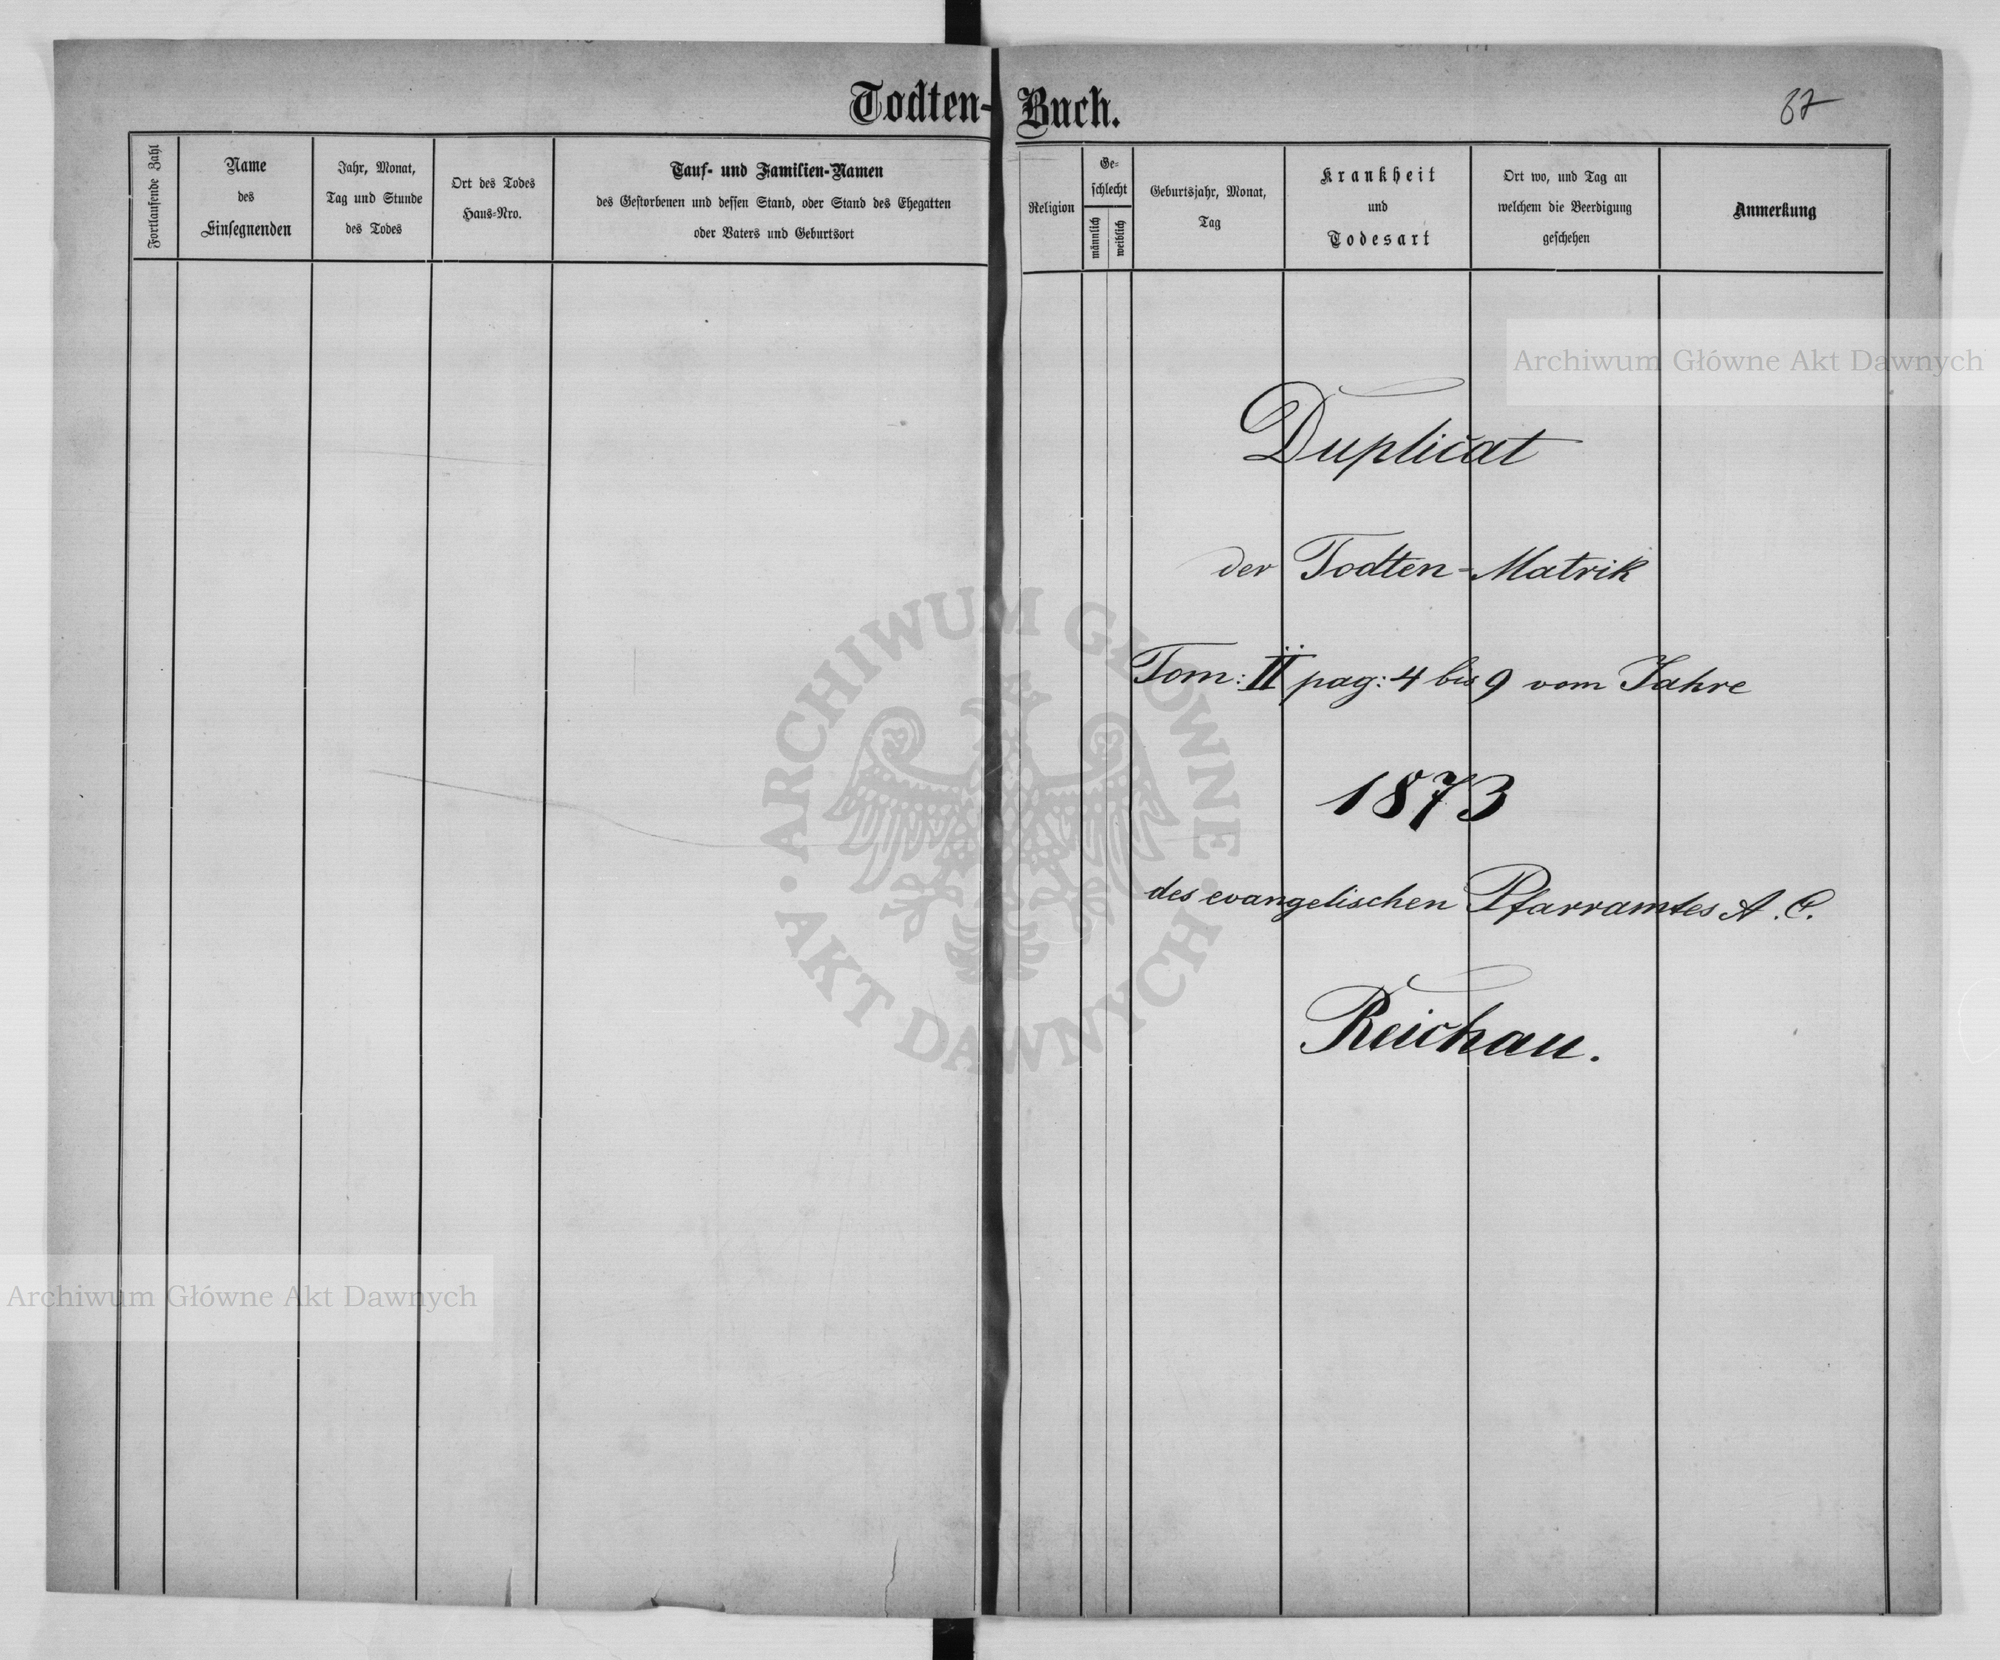 Todten-Buch.
67
Fortlaufende Zahl
Name
des
Einsegnenden
Jahr, Monat,
Tag und Stunde
des Todes
Ort des Todes
Haus-Nro.
Tauf- und Familien-Namen
des Gestorbenen und dessen Stand, oder Stand des Ehegatten
oder Vaters und Geburtsort
Religion
Ge-
schlecht
männlich
weiblich
Geburtsjahr, Monat,
Tag
Krankheit
und
Todesart
Ort wo, und Tag an
welchem die Beerdigung
geschehen
Anmerkung
Archiwum Główne Akt Dawnych
Duplicat
der Todten-Matrik
Tom: II pag: 4 bis 9 vom Jahre
1873
des evangelischen Pfarramtes A. C.
Reichau.
ARCHIWUM GŁÓWNE
AKT DAWNYCH
Archiwum Główne Akt Dawnych